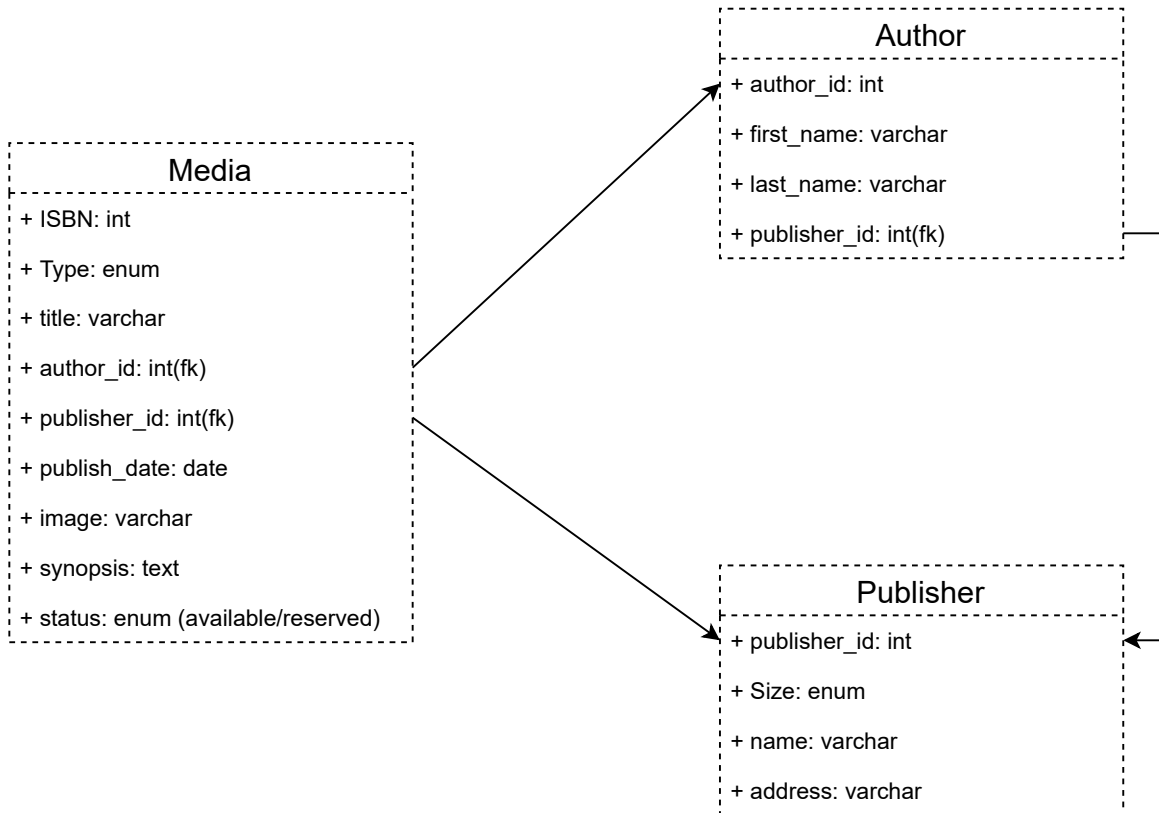 Media
+ ISBN: int
+ Type: enum
+ title: varchar
+ author_id: int(fk)
+ publisher_id: int(fk)
+ publish_date: date
+ image: varchar
+ synopsis: text
+ status: enum (available/reserved)
Author
+ author_id: int
+ first_name: varchar
+ last_name: varchar
+ publisher_id: int(fk)
Publisher
+ publisher_id: int
+ Size: enum
+ name: varchar
+ address: varchar